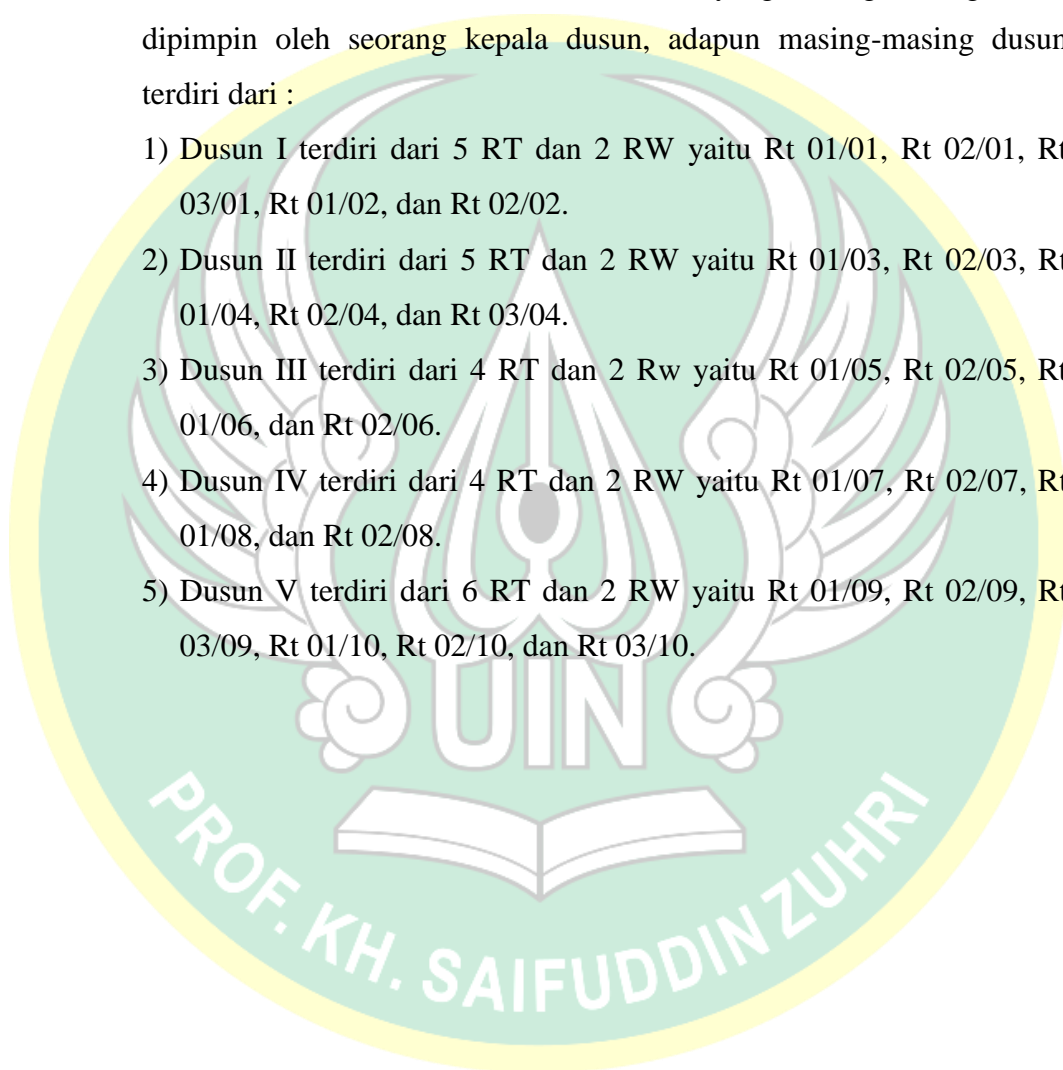 dipimpin oleh seorang kepala dusun, adapun masing-masing dusun
terdiri dari :
1) Dusun I terdiri dari 5 RT dan 2 RW yaitu Rt 01/01, Rt 02/01, Rt
03/01, Rt 01/02, dan Rt 02/02.
2) Dusun II terdiri dari 5 RT dan 2 RW yaitu Rt 01/03, Rt 02/03, Rt
01/04, Rt 02/04, dan Rt 03/04.
3) Dusun III terdiri dari 4 RT dan 2 Rw yaitu Rt 01/05, Rt 02/05, Rt
01/06, dan Rt 02/06.
4) Dusun IV terdiri dari 4 RT dan 2 RW yaitu Rt 01/07, Rt 02/07, Rt
01/08, dan Rt 02/08.
5) Dusun V terdiri dari 6 RT dan 2 RW yaitu Rt 01/09, Rt 02/09, Rt
03/09, Rt 01/10, Rt 02/10, dan Rt 03/10.
UIN
PROF. KH. SAIFUDDIN ZUHRI